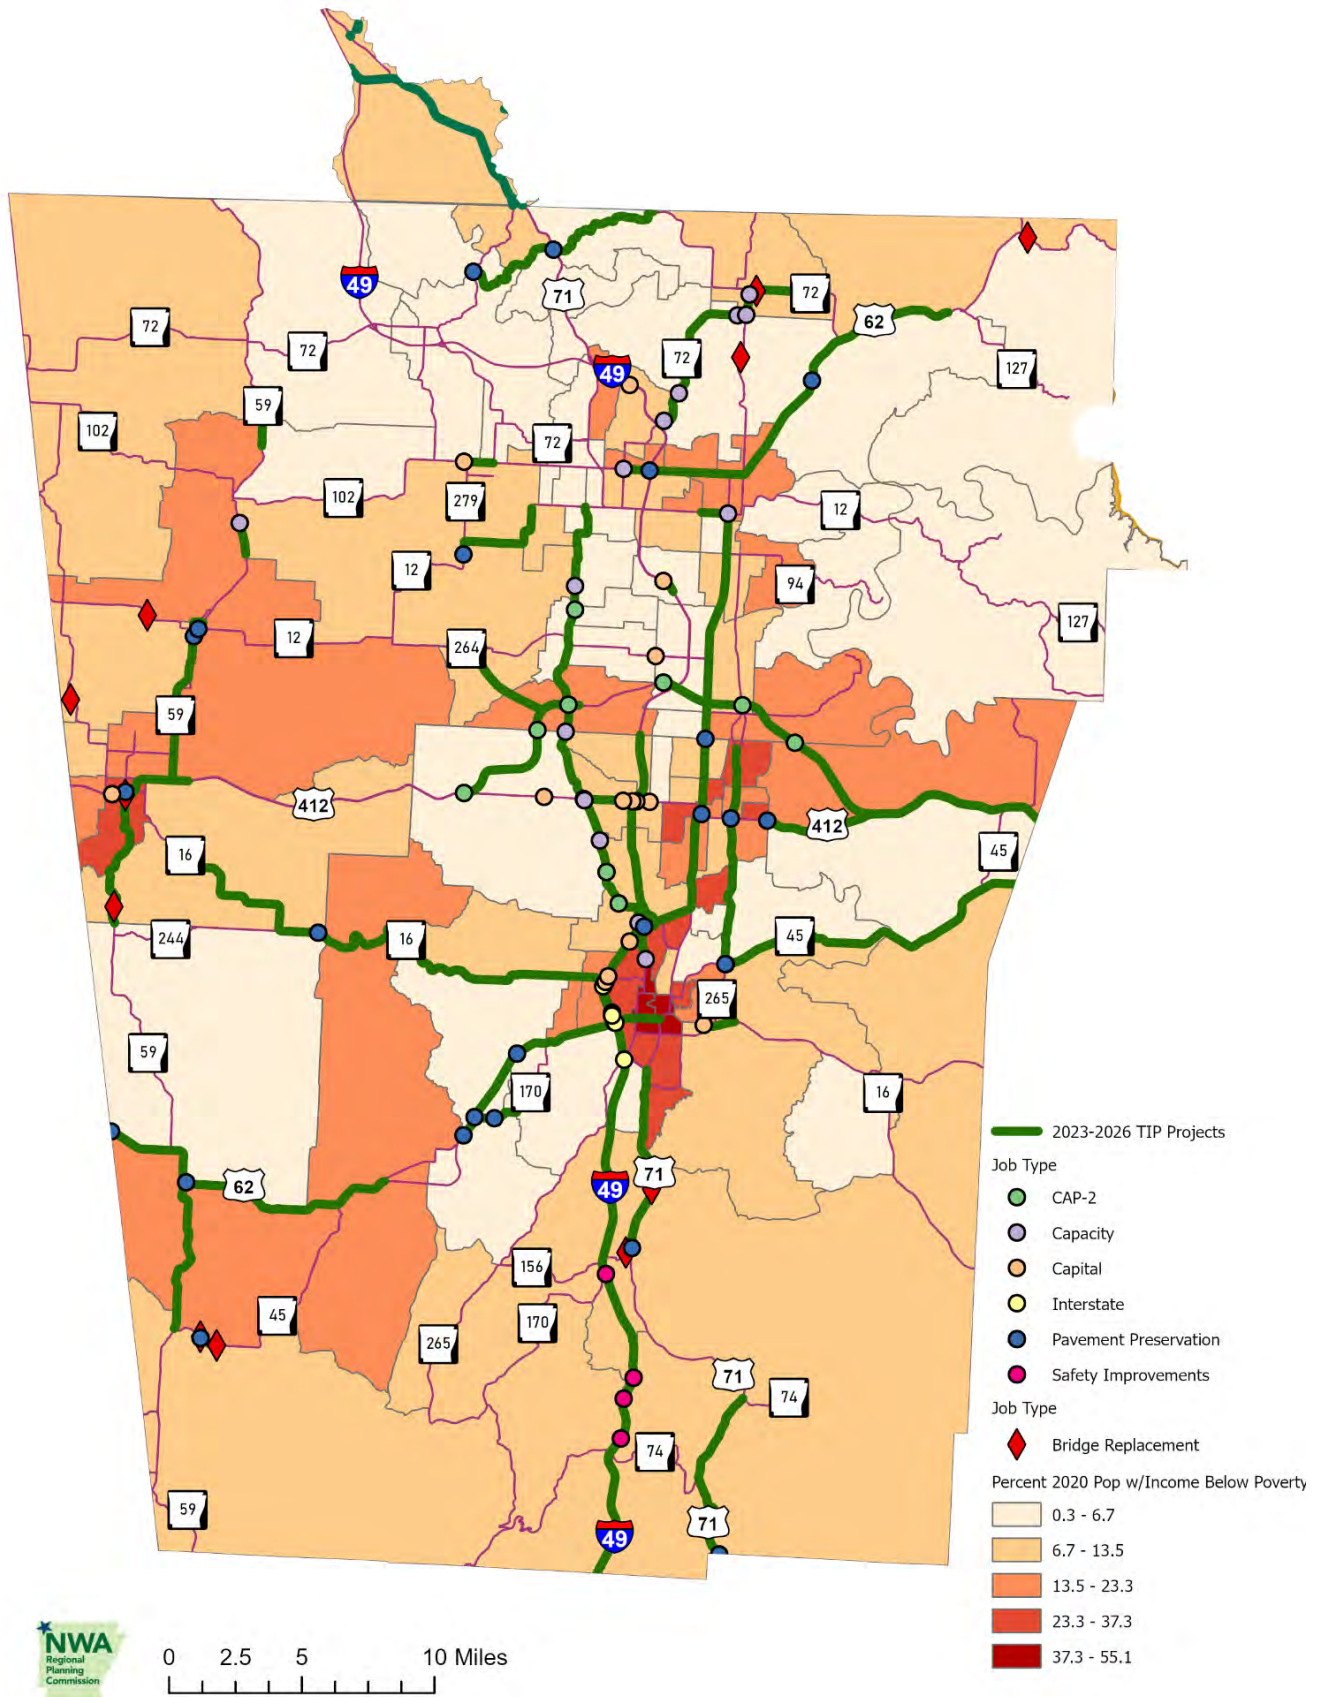 49
71
72
62
72
72
49
72
127
59
102
72
102
279
12
12
94
127
12
264
59
412
412
16
45
244
16
45
265
59
170
16
62
49
71
156
45
170
265
71
74
74
59
71
49
2023-2026 TIP Projects
Job Type
CAP-2
Capacity
Capital
Interstate
Pavement Preservation
Safety Improvements
Job Type
Bridge Replacement
Percent 2020 Pop w/Income Below Poverty
0.3 - 6.7
6.7 - 13.5
13.5 - 23.3
23.3 - 37.3
37.3 - 55.1
NWA
Regional
Planning
Commission
0 2.5 5 10 Miles